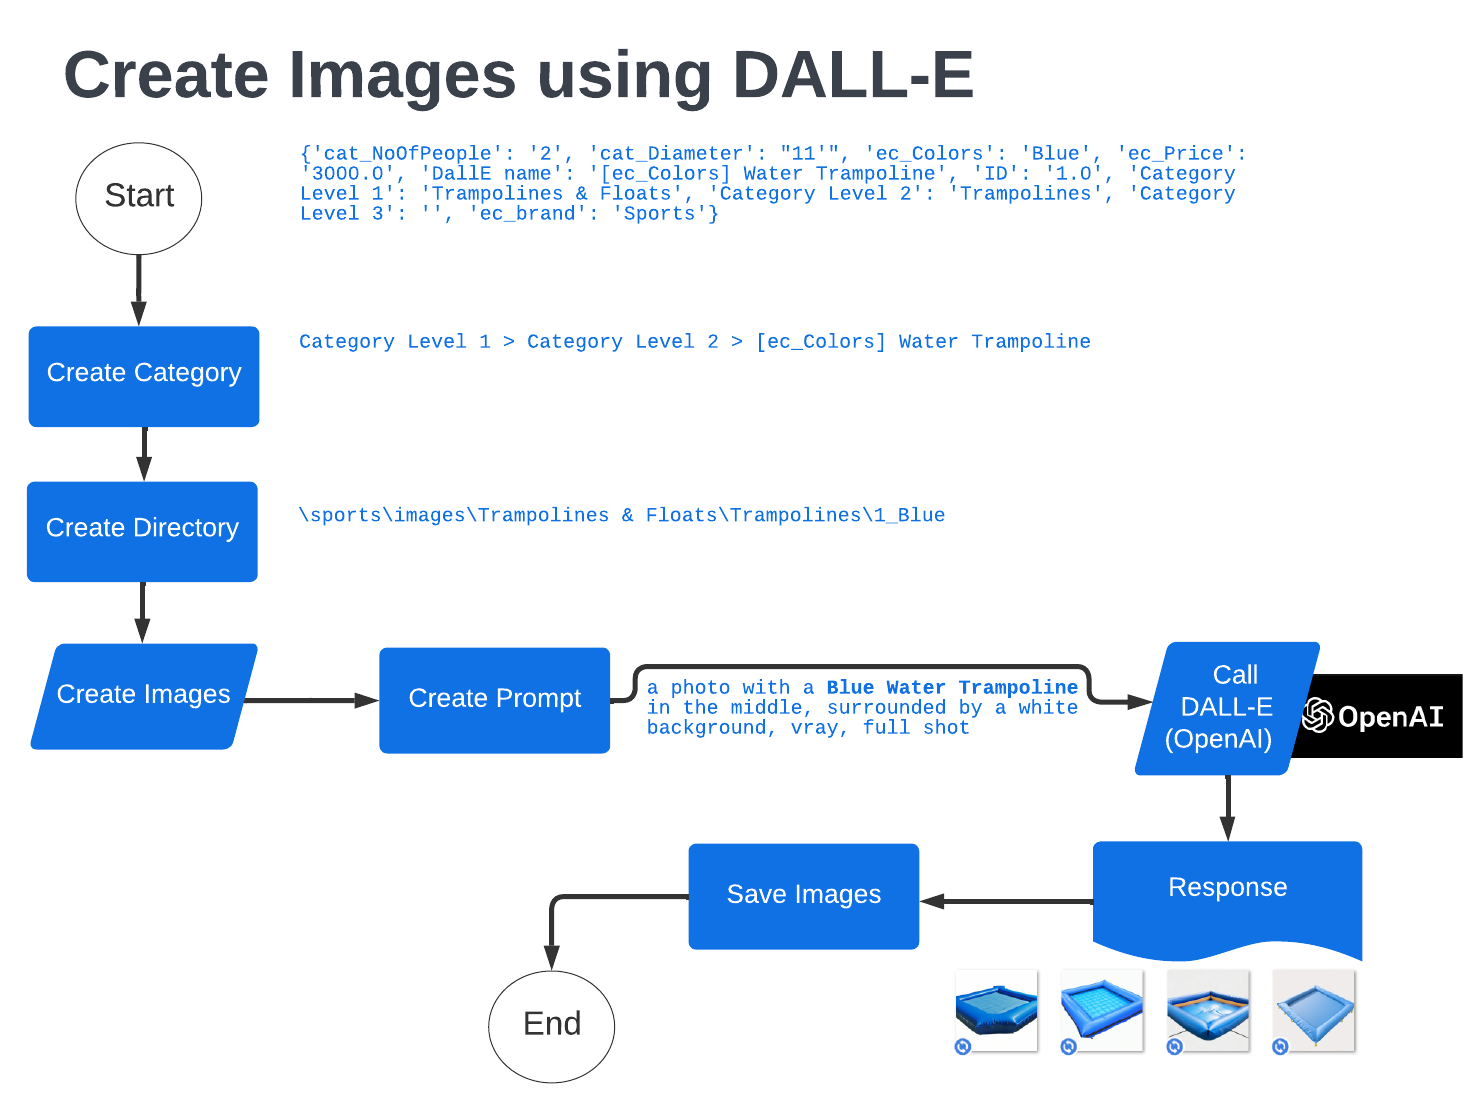 Create Images using DALL-E
Start
{'cat_NoOfPeople': '2', 'cat_Diameter': "11'", 'ec_Colors': 'Blue', 'ec_Price':
'3000.0', 'DallE name': '[ec_Colors] Water Trampoline', 'ID': '1.0', 'Category
Level 1': 'Trampolines & Floats', 'Category Level 2': 'Trampolines', 'Category
Level 3': '', 'ec_brand': 'Sports'}
Create Category
Category Level 1 > Category Level 2 > [ec_Colors] Water Trampoline
Create Directory
\sports\images\Trampolines & Floats\Trampolines\1_Blue
Create Images
Create Prompt
a photo with a Blue Water Trampoline
in the middle, surrounded by a white
background, vray, full shot
Call
DALL-E
(OpenAI)
OpenAI
Response
Save Images
End